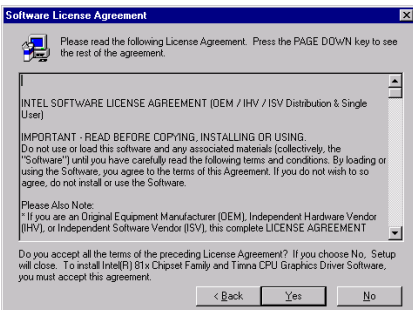 Software License Agreement
Please read the following License Agreement. Press the PAGE DOWN key to see
the rest of the agreement.
INTEL SOFTWARE LICENSE AGREEMENT (OEM / IHV / ISV Distribution & Single
User)
IMPORTANT - READ BEFORE COPYING, INSTALLING OR USING.
Do not use or load this software and any associated materials (collectively, the
"Software") until you have carefully read the following terms and conditions. By loading or
using the Software, you agree to the terms of this Agreement. If you do not wish to so
agree, do not install or use the Software.
Please Also Note:
* If you are an Original Equipment Manufacturer (OEM), Independent Hardware Vendor
(IHV), or Independent Software Vendor (ISV), this complete LICENSE AGREEMENT
Do you accept all the terms of the preceding License Agreement? If you choose No, Setup
will close. To install Intel(R) 81x Chipset Family and Timna CPU Graphics Driver Software,
you must accept this agreement.
< Back Yes No